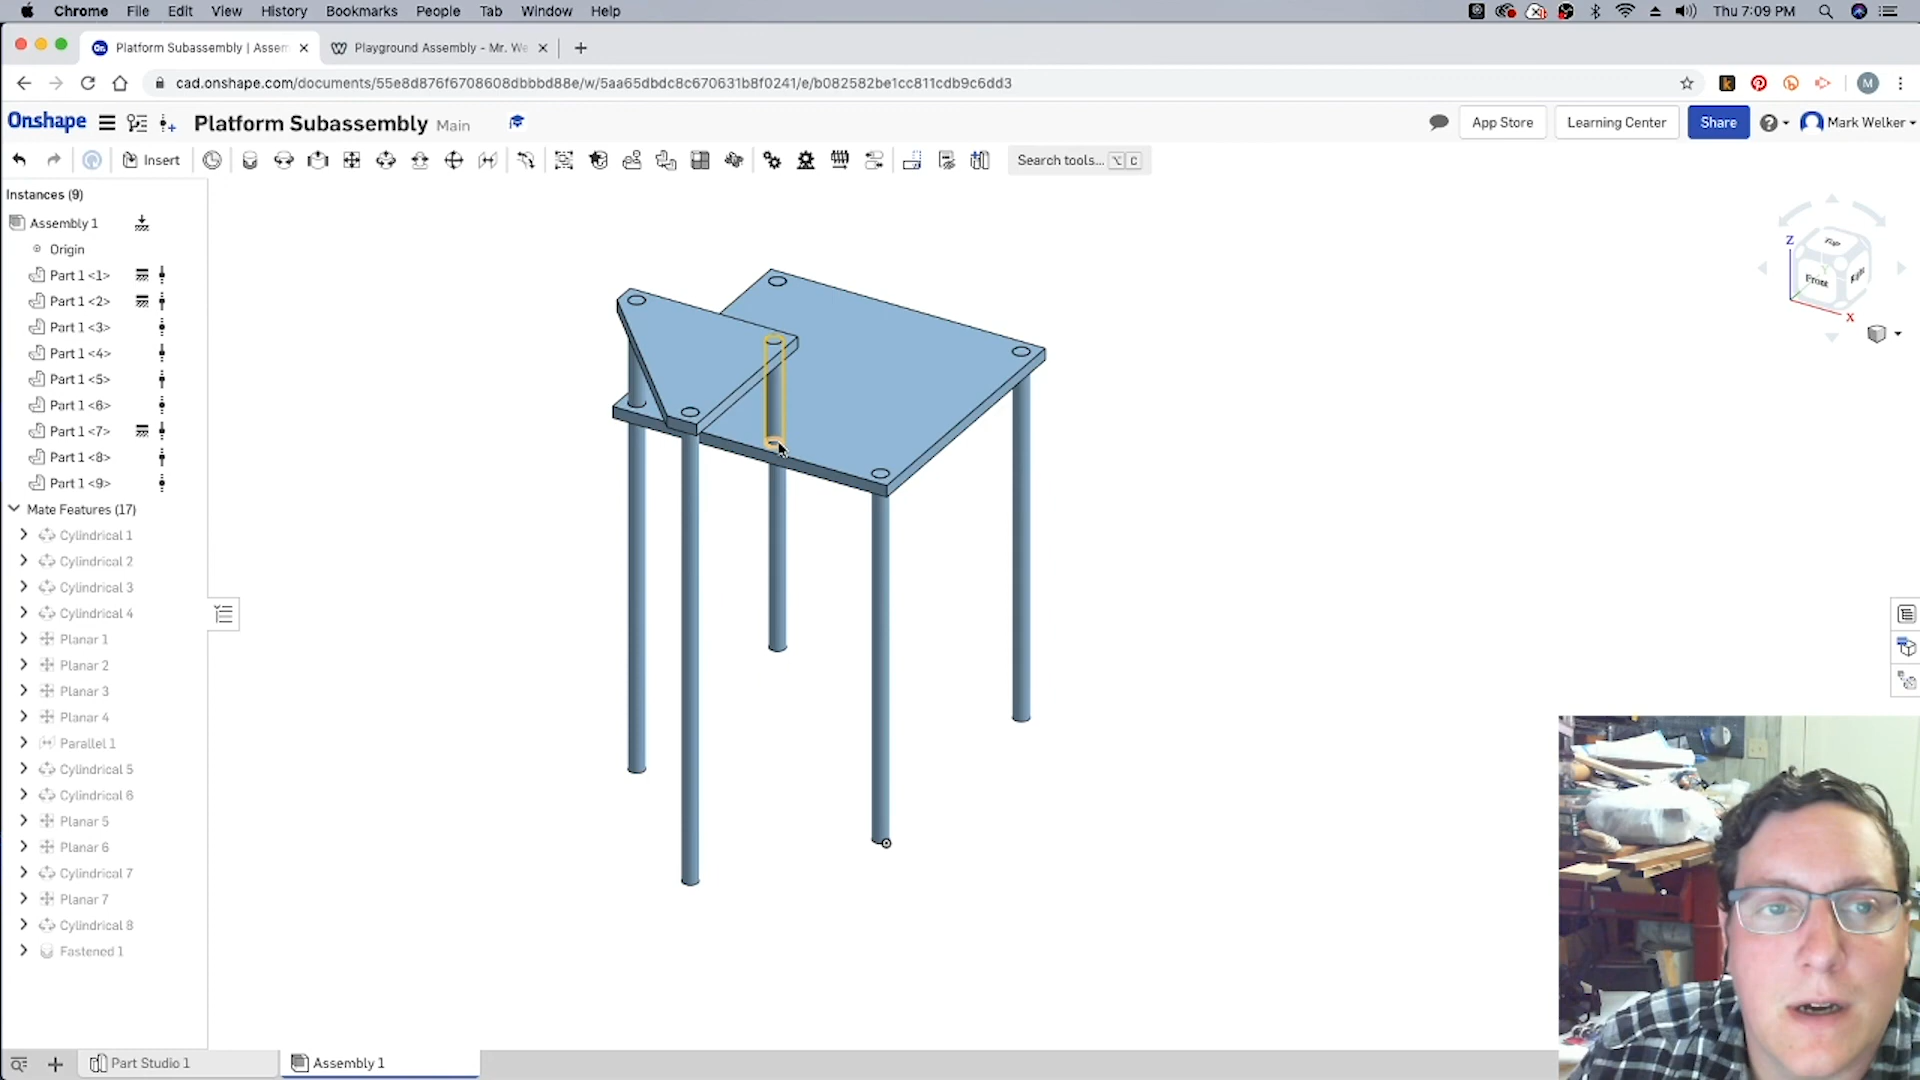 Chrome File Edit View History Bookmarks People Tab Window Help Thu 7:09 PM
Platform Subassembly | Assem Playground Assembly - Mr. We
cad.onshape.com/documents/55e8d876f6708608dbbbd88e/w/5aa65dbdc8c670631b8f0241/e/b082582be1cc811cdb9c6dd3 M
Onshape Platform Subassembly Main App Store Learning Center Share Mark Welker
Insert Search tools... ⌥ C
Instances (9)
Assembly 1
Origin
Part 1 <1>
Part 1 <2>
Part 1 <3>
Part 1 <4>
Part 1 <5>
Part 1 <6>
Part 1 <7>
Part 1 <8>
Part 1 <9>
Mate Features (17)
Cylindrical 1
Cylindrical 2
Cylindrical 3
Cylindrical 4
Planar 1
Planar 2
Planar 3
Planar 4
Parallel 1
Cylindrical 5
Cylindrical 6
Planar 5
Planar 6
Cylindrical 7
Planar 7
Cylindrical 8
Fastened 1
Z
Top
Front
Right
X
Part Studio 1 Assembly 1